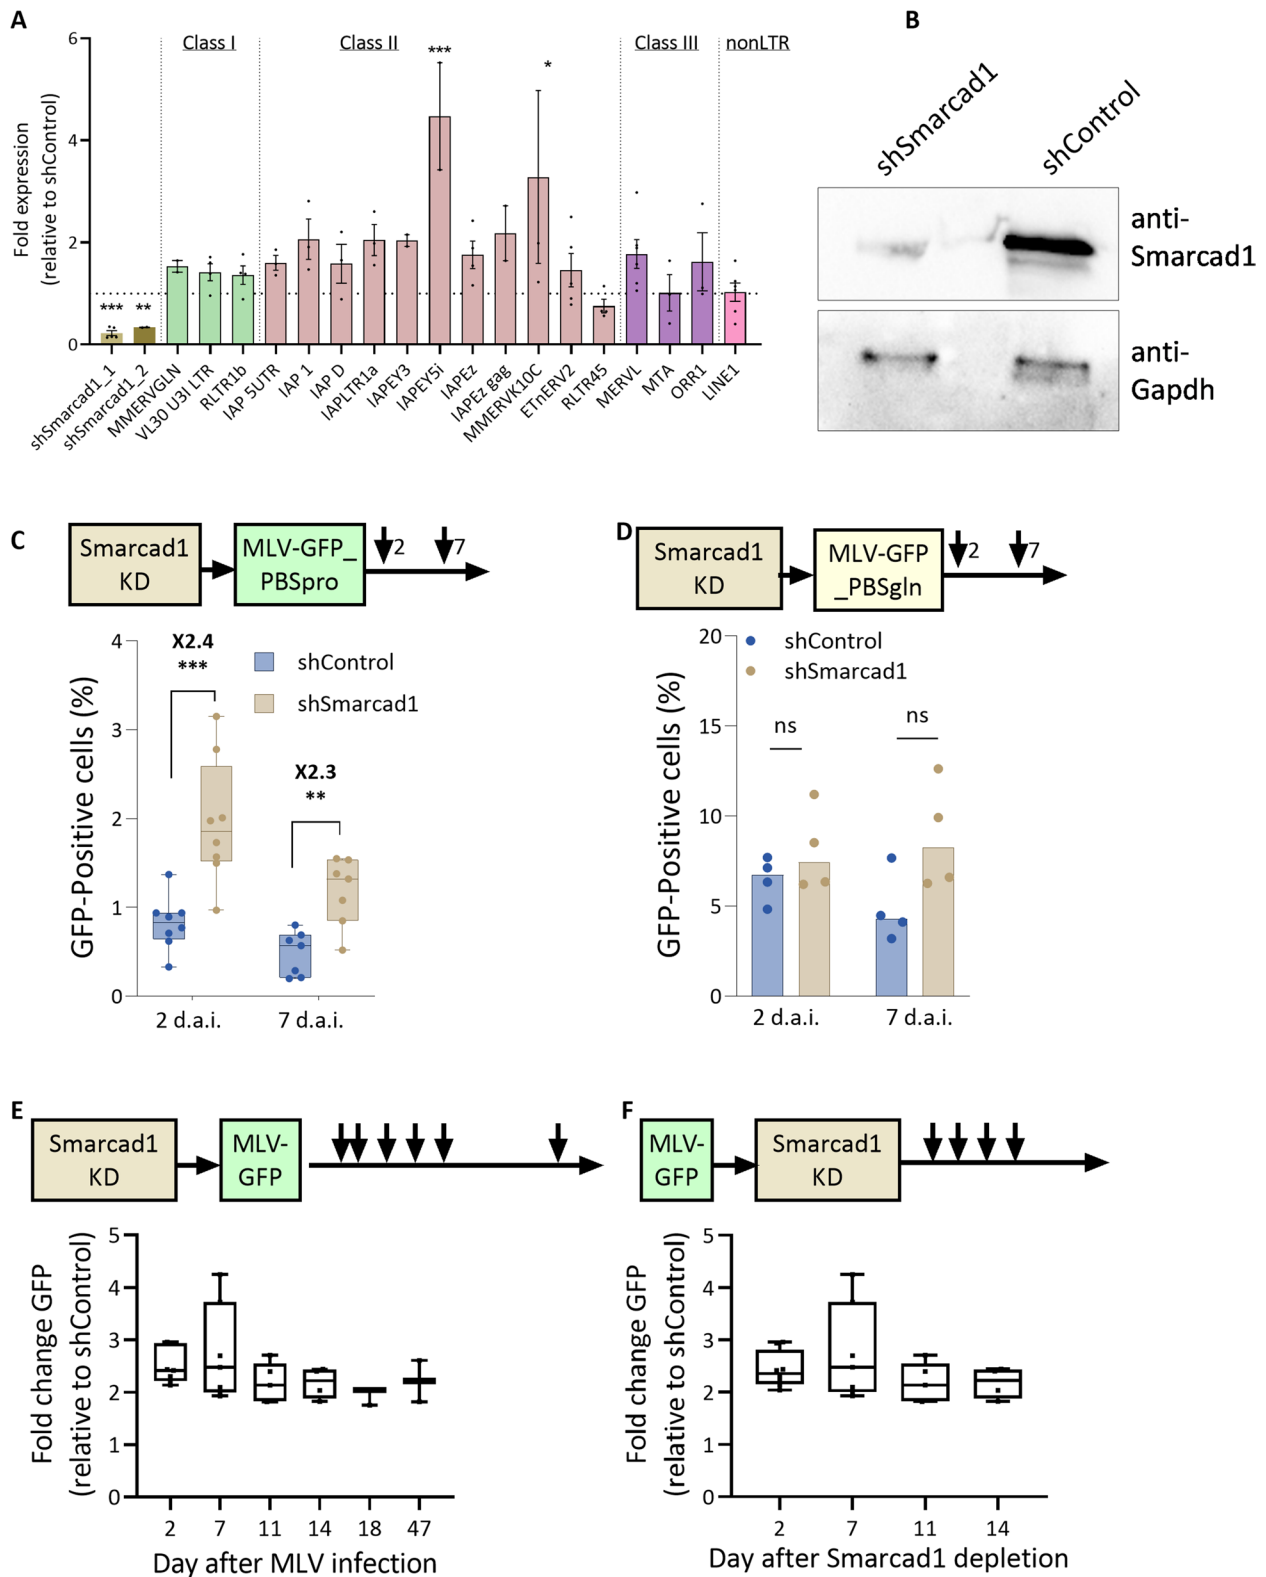 A
Fold expression
(relative to shControl)
6
4
2
0
Class I
Class II
Class III
nonLTR
***
**
***
*
shSmarcad1_1
shSmarcad1_2
MMERVGLN
VL30 U3I LTR
RLTR1b
IAP 5UTR
IAP 1
IAP D
IAPLTR1a
IAPEY3
IAPEY5i
IAPEz
IAPEz gag
MMERVK10C
ETnERV2
RLTR45
MERVL
MTA
ORR1
LINE1
B
shSmarcad1
shControl
anti-
Smarcad1
anti-
Gapdh
C
Smarcad1
KD
MLV-GFP_
PBSpro
2
7
GFP-Positive cells (%)
4
3
2
1
0
X2.4
***
X2.3
**
shControl
shSmarcad1
2 d.a.i.
7 d.a.i.
D
Smarcad1
KD
MLV-GFP
_PBSgln
2
7
GFP-Positive cells (%)
20
15
10
5
0
shControl
shSmarcad1
ns
ns
2 d.a.i.
7 d.a.i.
E
Smarcad1
KD
MLV-
GFP
Fold change GFP
(relative to shControl)
5
4
3
2
1
0
2
7
11
14
18
47
Day after MLV infection
F
MLV-
GFP
Smarcad1
KD
Fold change GFP
(relative to shControl)
5
4
3
2
1
0
2
7
11
14
Day after Smarcad1 depletion